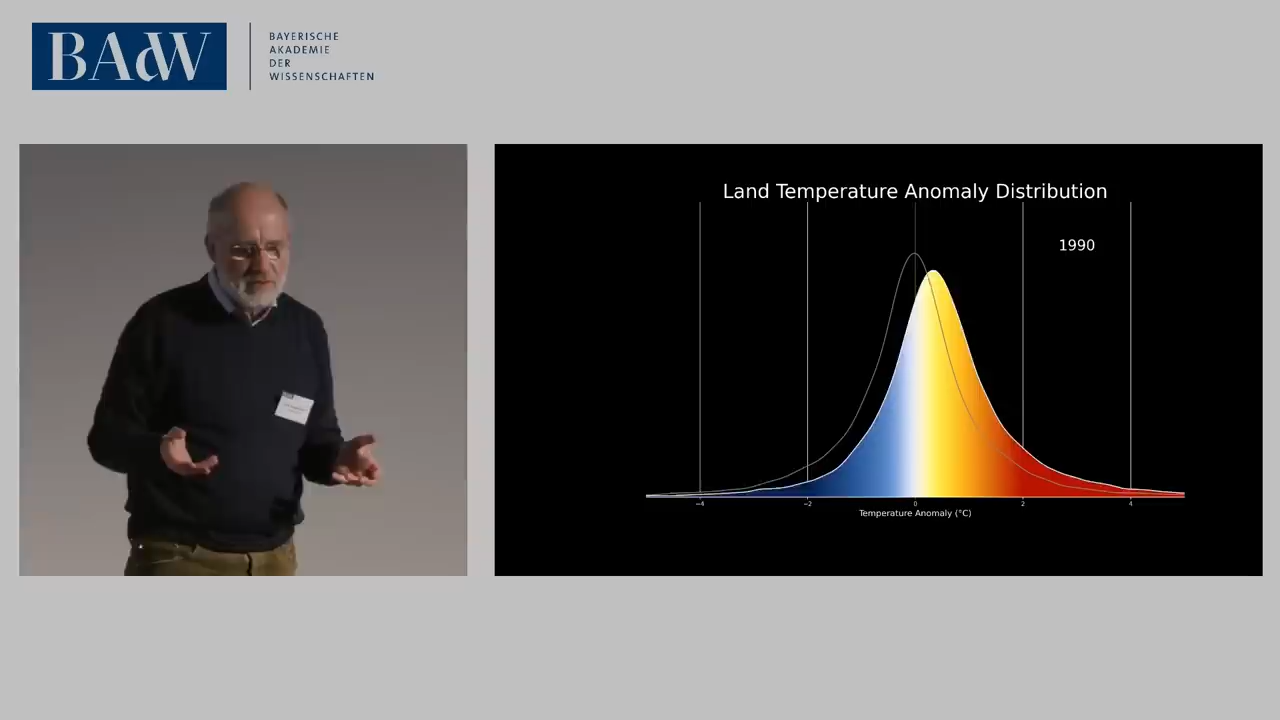 BAdW
BAYERISCHE
AKADEMIE
DER
WISSENSCHAFTEN
Land Temperature Anomaly Distribution
1990
−4
−2
0
2
4
Temperature Anomaly (°C)